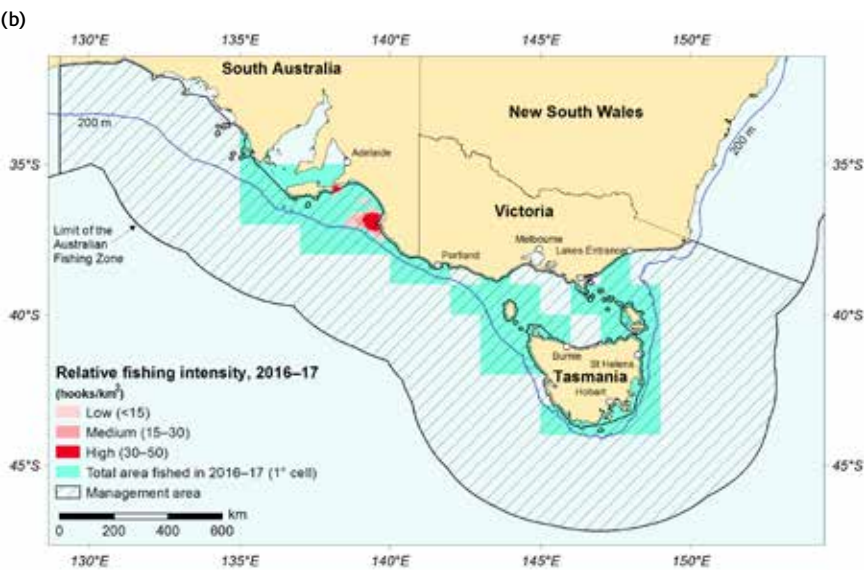 (b)
130°E 135°E 140°E 145°E 150°E
South Australia
New South Wales
200 m
200 m
Adelaide
35°S 35°S
Victoria
Limit of the
Australian
Fishing Zone
Melbourne
Lakes Entrance
Portland
40°S 40°S
Burnie
St Helens
Tasmania
Hobart
Relative fishing intensity, 2016–17
(hooks/km²)
Low (<15)
Medium (15–30)
High (30–50)
Total area fished in 2016–17 (1° cell)
Management area
45°S 45°S
km
0 200 400 600
130°E 135°E 140°E 145°E 150°E